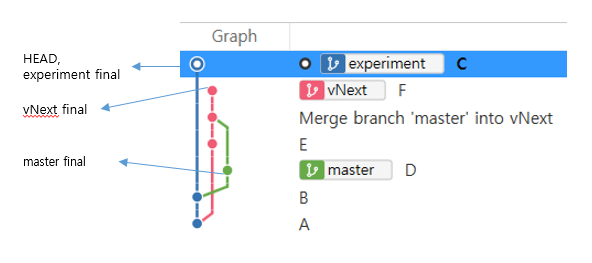 Graph
HEAD,
experiment final
experiment C
vNext final
vNext F
Merge branch 'master' into vNext
E
master final
master D
B
A